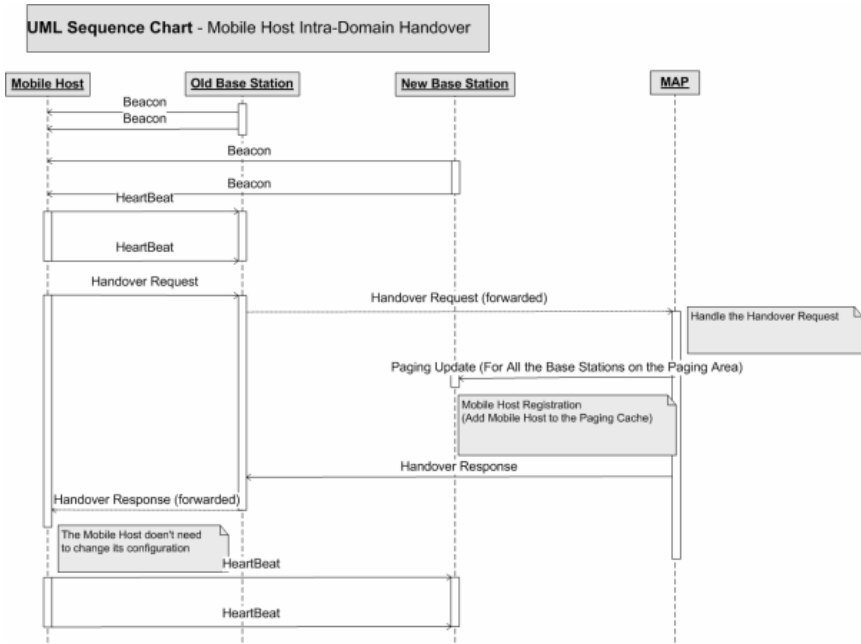 UML Sequence Chart - Mobile Host Intra-Domain Handover
Mobile Host
Old Base Station
New Base Station
MAP
Beacon
Beacon
Beacon
Beacon
HeartBeat
HeartBeat
Handover Request
Handover Request (forwarded)
Handle the Handover Request
Paging Update (For All the Base Stations on the Paging Area)
Mobile Host Registration
(Add Mobile Host to the Paging Cache)
Handover Response
Handover Response (forwarded)
The Mobile Host doen't need
to change its configuration
HeartBeat
HeartBeat